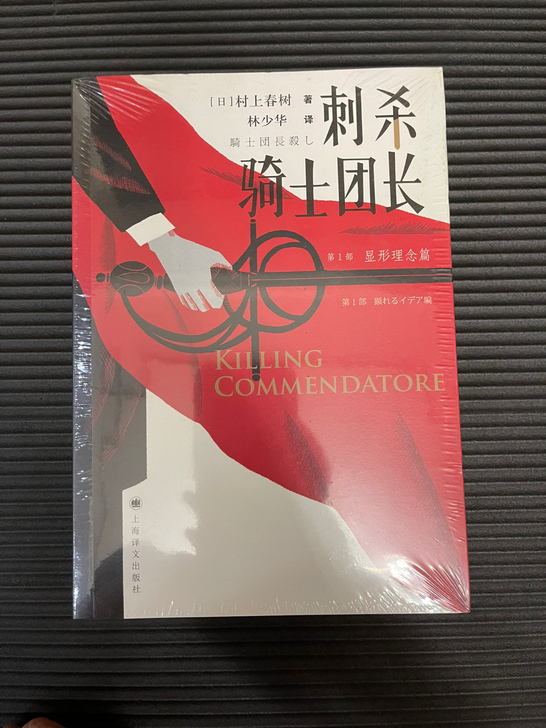 [日]村上春树 著
林少华 译
騎士団長殺し
刺杀
骑士团长
第1部 显形理念篇
第1部 顕れるイデア編
KILLING
COMMENDATORE
上海译文出版社